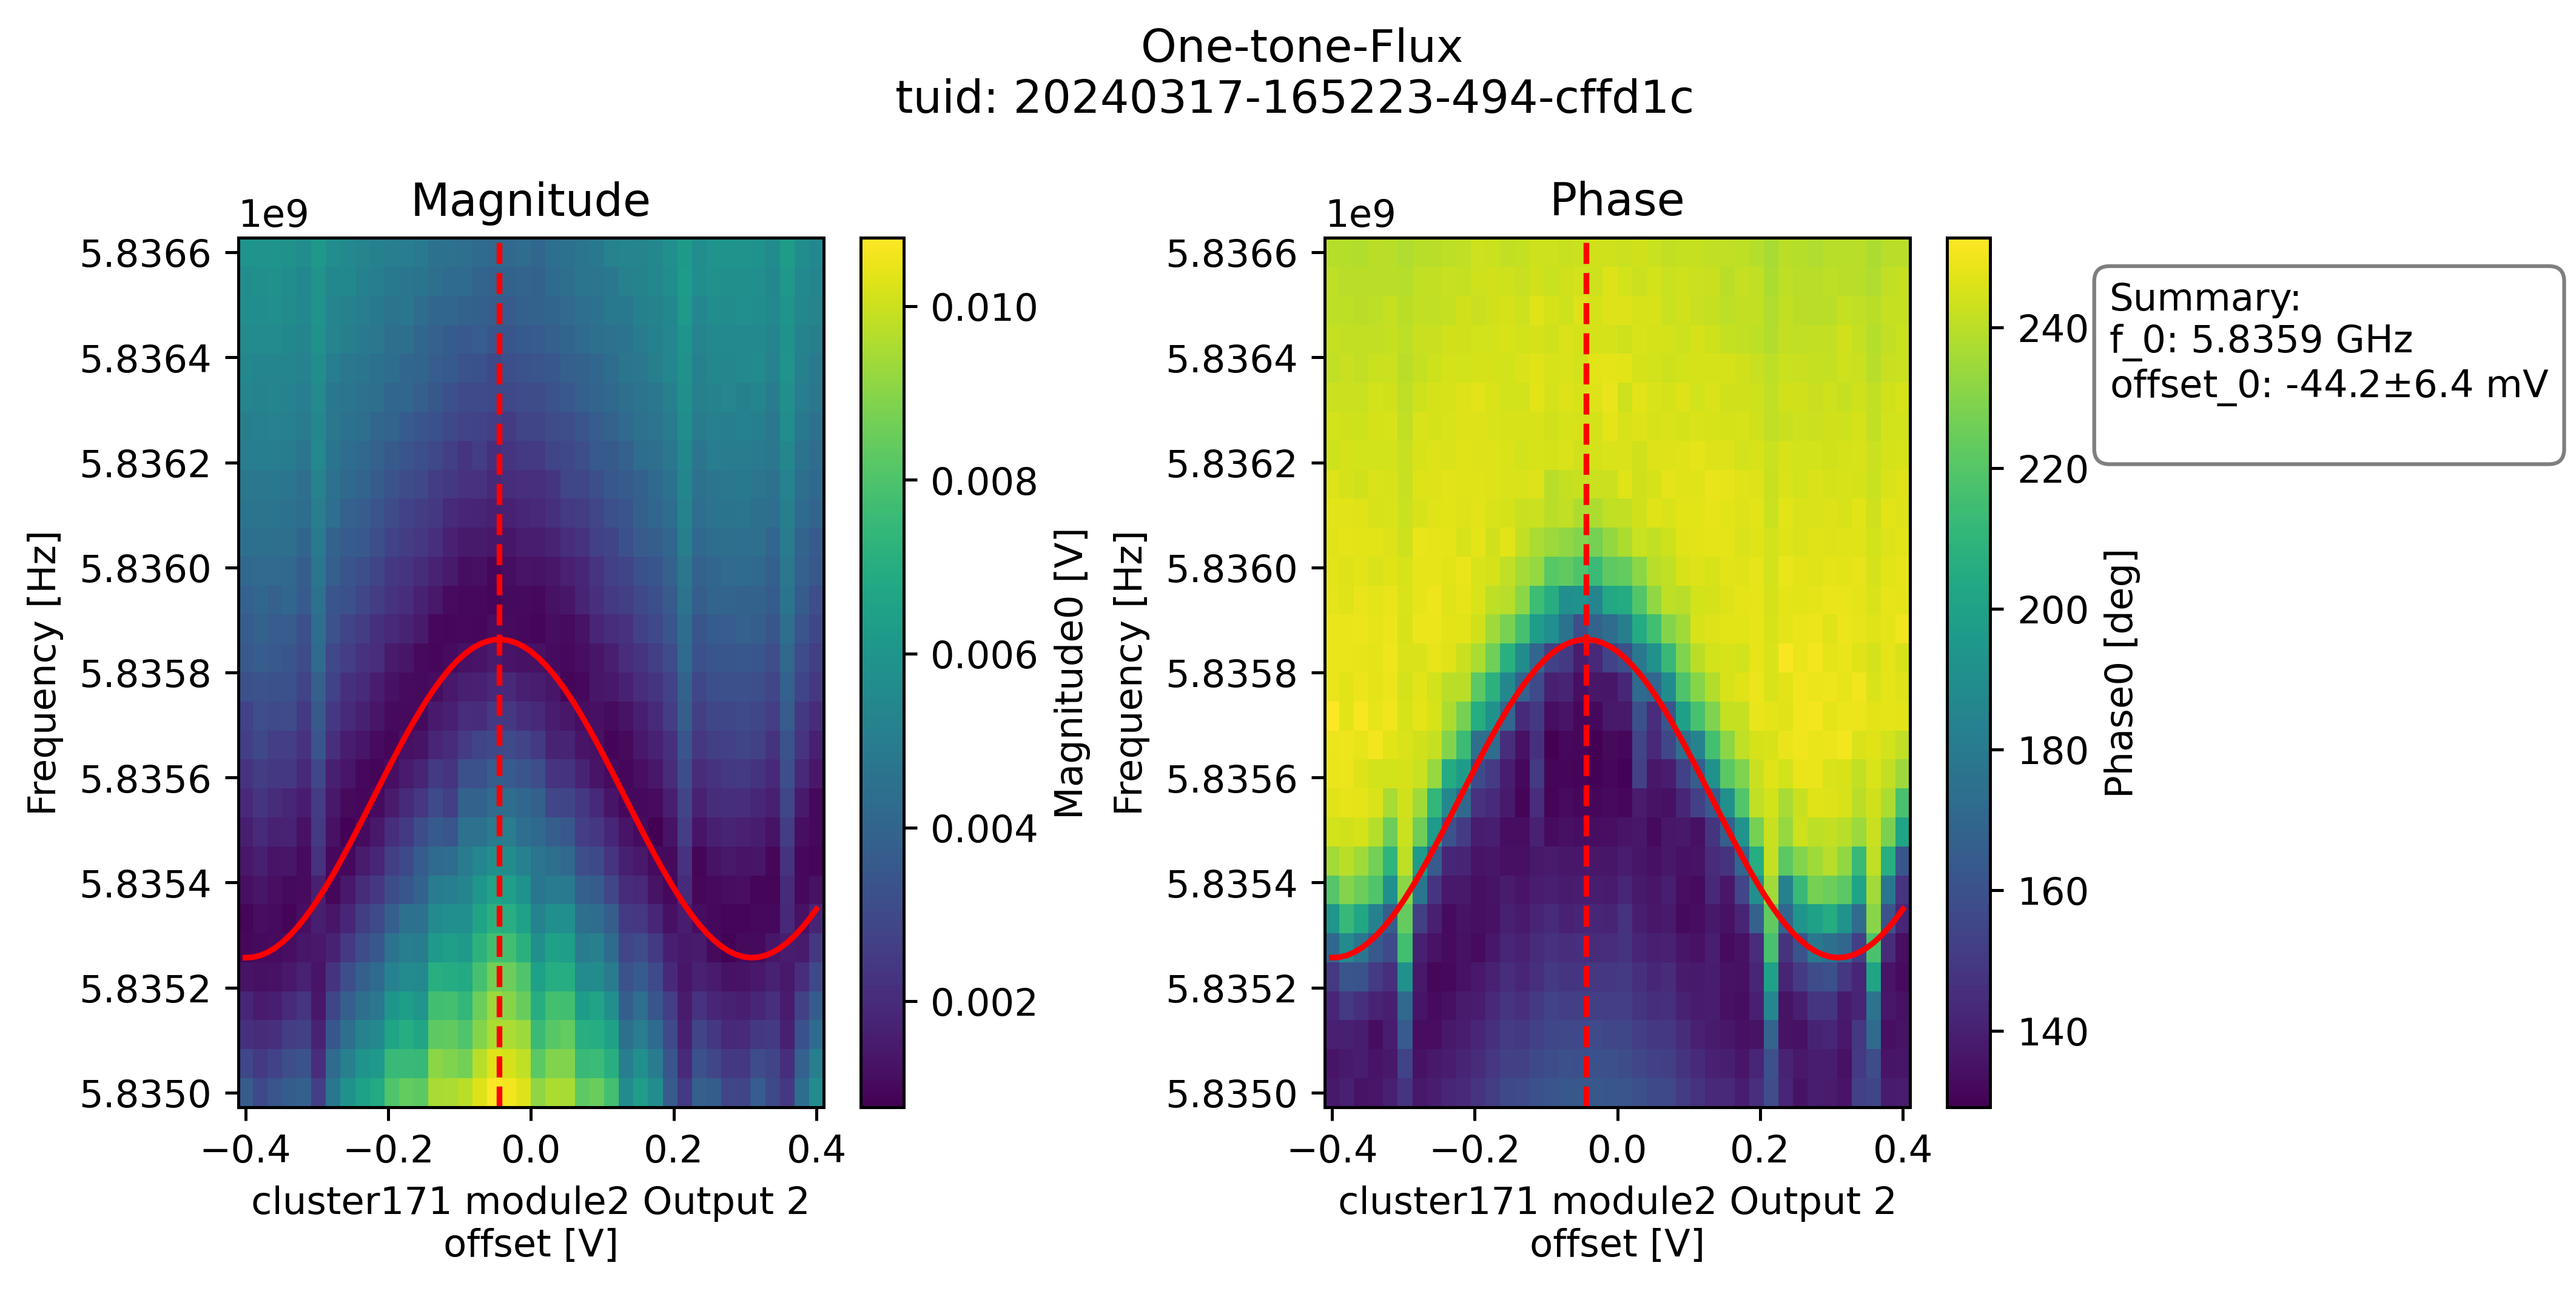 One-tone-Flux
tuid: 20240317-165223-494-cffd1c
Magnitude
1e9
5.8366
5.8364
5.8362
5.8360
5.8358
5.8356
5.8354
5.8352
5.8350
Frequency [Hz]
−0.4
−0.2
0.0
0.2
0.4
cluster171 module2 Output 2
offset [V]
0.010
0.008
0.006
0.004
0.002
Magnitude0 [V]
Phase
1e9
5.8366
5.8364
5.8362
5.8360
5.8358
5.8356
5.8354
5.8352
5.8350
Frequency [Hz]
−0.4
−0.2
0.0
0.2
0.4
cluster171 module2 Output 2
offset [V]
240
220
200
180
160
140
Phase0 [deg]
Summary:
f_0: 5.8359 GHz
offset_0: -44.2±6.4 mV